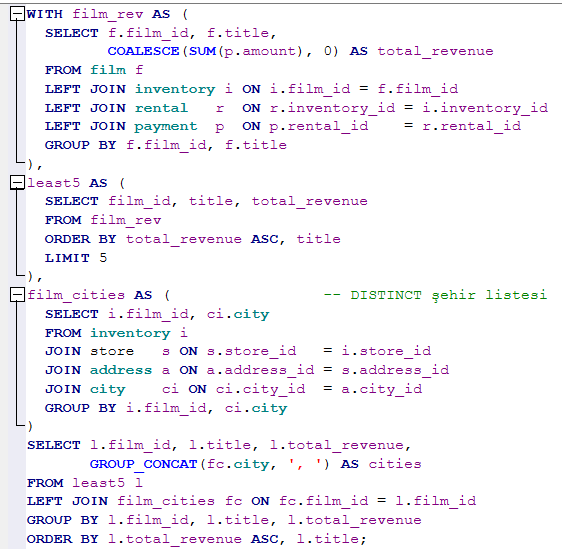 WITH film_rev AS (
SELECT f.film_id, f.title,
COALESCE(SUM(p.amount), 0) AS total_revenue
FROM film f
LEFT JOIN inventory i ON i.film_id = f.film_id
LEFT JOIN rental r ON r.inventory_id = i.inventory_id
LEFT JOIN payment p ON p.rental_id = r.rental_id
GROUP BY f.film_id, f.title
),
least5 AS (
SELECT film_id, title, total_revenue
FROM film_rev
ORDER BY total_revenue ASC, title
LIMIT 5
),
film_cities AS ( -- DISTINCT şehir listesi
SELECT i.film_id, ci.city
FROM inventory i
JOIN store s ON s.store_id = i.store_id
JOIN address a ON a.address_id = s.address_id
JOIN city ci ON ci.city_id = a.city_id
GROUP BY i.film_id, ci.city
)
SELECT l.film_id, l.title, l.total_revenue,
GROUP_CONCAT(fc.city, ', ') AS cities
FROM least5 l
LEFT JOIN film_cities fc ON fc.film_id = l.film_id
GROUP BY l.film_id, l.title, l.total_revenue
ORDER BY l.total_revenue ASC, l.title;